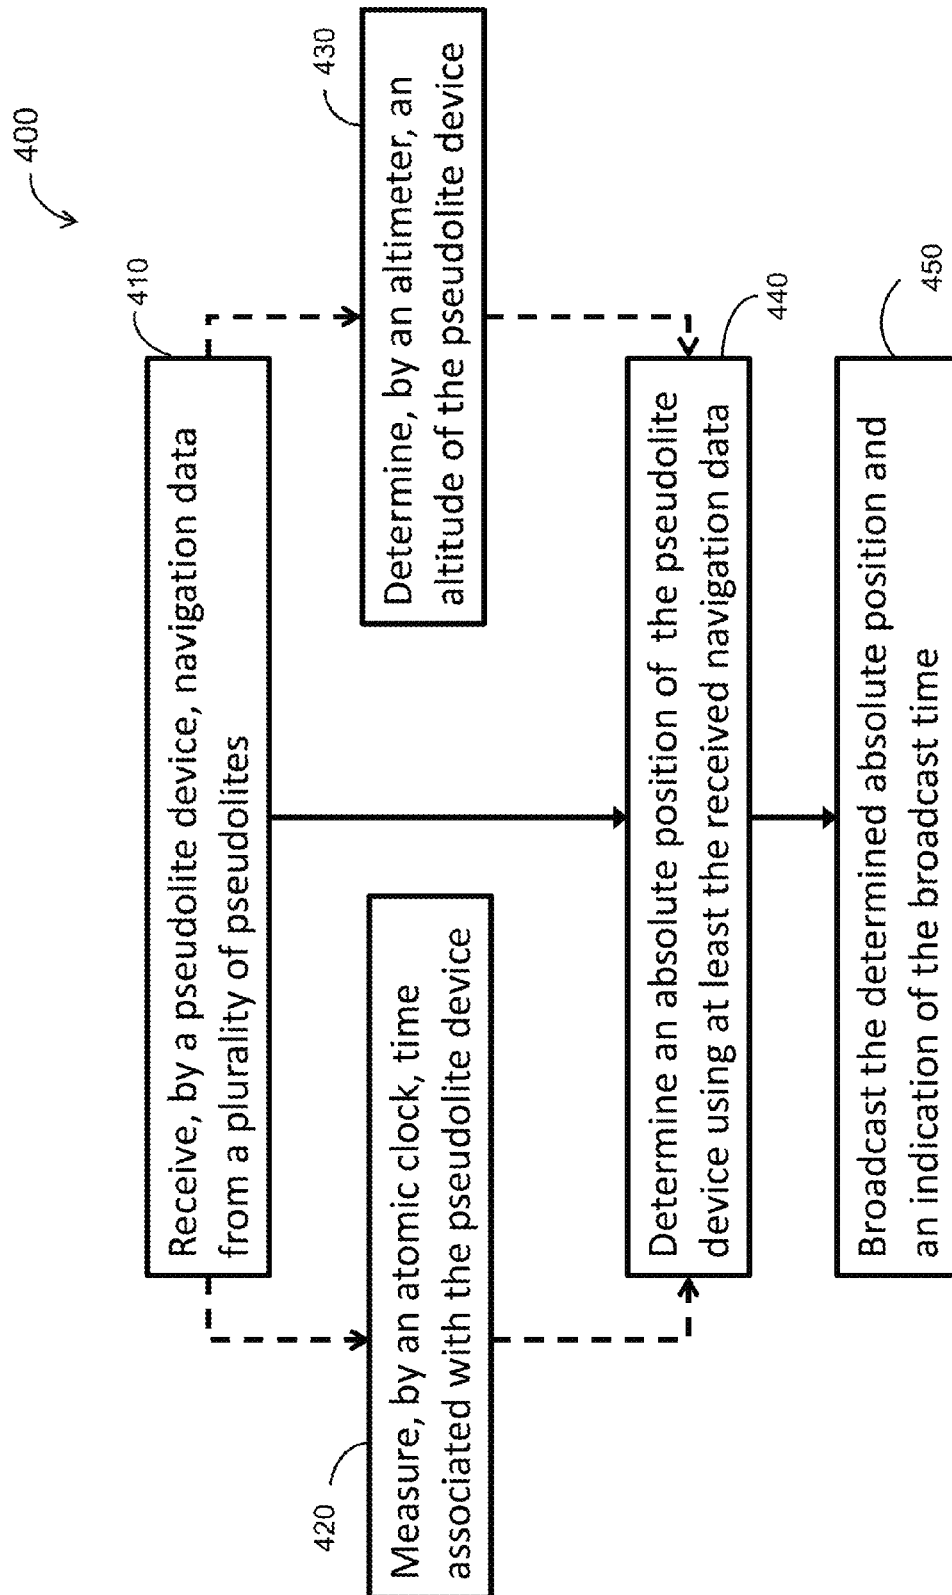 400
410
Receive, by a pseudolite device, navigation data
from a plurality of pseudolites
420
Measure, by an atomic clock, time
associated with the pseudolite device
430
Determine, by an altimeter, an
altitude of the pseudolite device
440
Determine an absolute position of the pseudolite
device using at least the received navigation data
450
Broadcast the determined absolute position and
an indication of the broadcast time